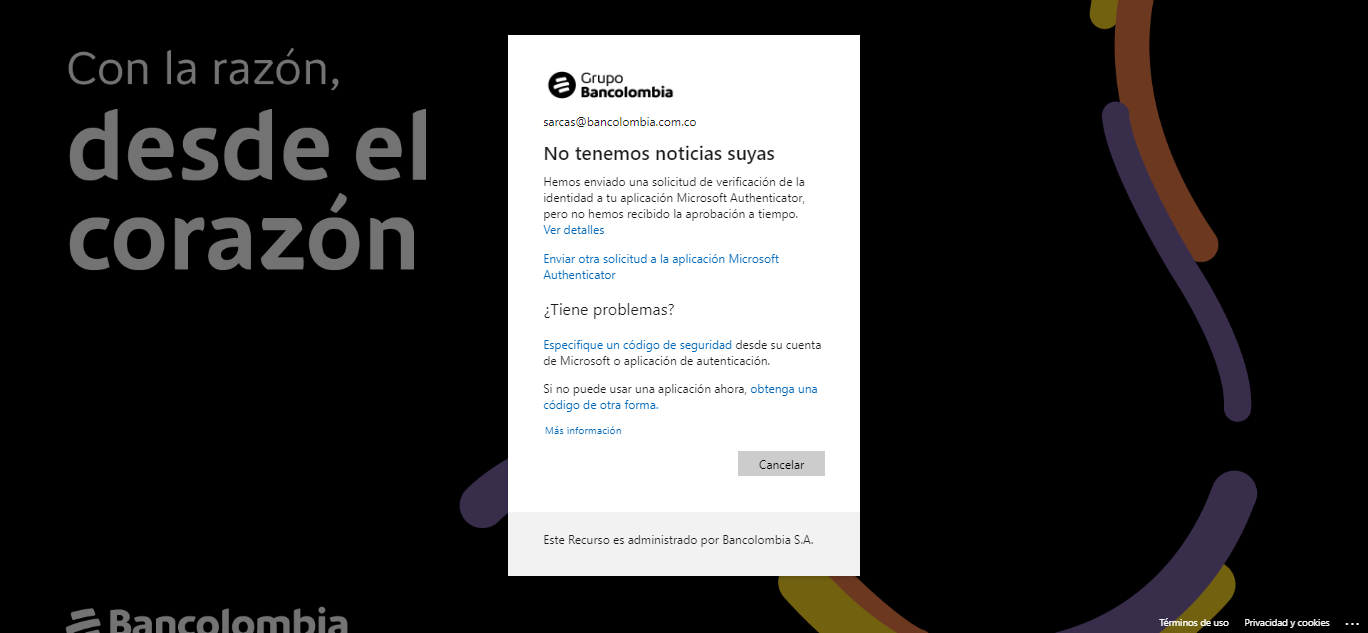 Con la razón,
desde el
corazón
Grupo
Bancolombia
sarcas@bancolombia.com.co
No tenemos noticias suyas
Hemos enviado una solicitud de verificación de la
identidad a tu aplicación Microsoft Authenticator,
pero no hemos recibido la aprobación a tiempo.
Ver detalles
Enviar otra solicitud a la aplicación Microsoft
Authenticator
¿Tiene problemas?
Especifique un código de seguridad desde su cuenta
de Microsoft o aplicación de autenticación.
Si no puede usar una aplicación ahora, obtenga una
código de otra forma.
Más información
Cancelar
Este Recurso es administrado por Bancolombia S.A.
Bancolombia
Términos de uso Privacidad y cookies ...